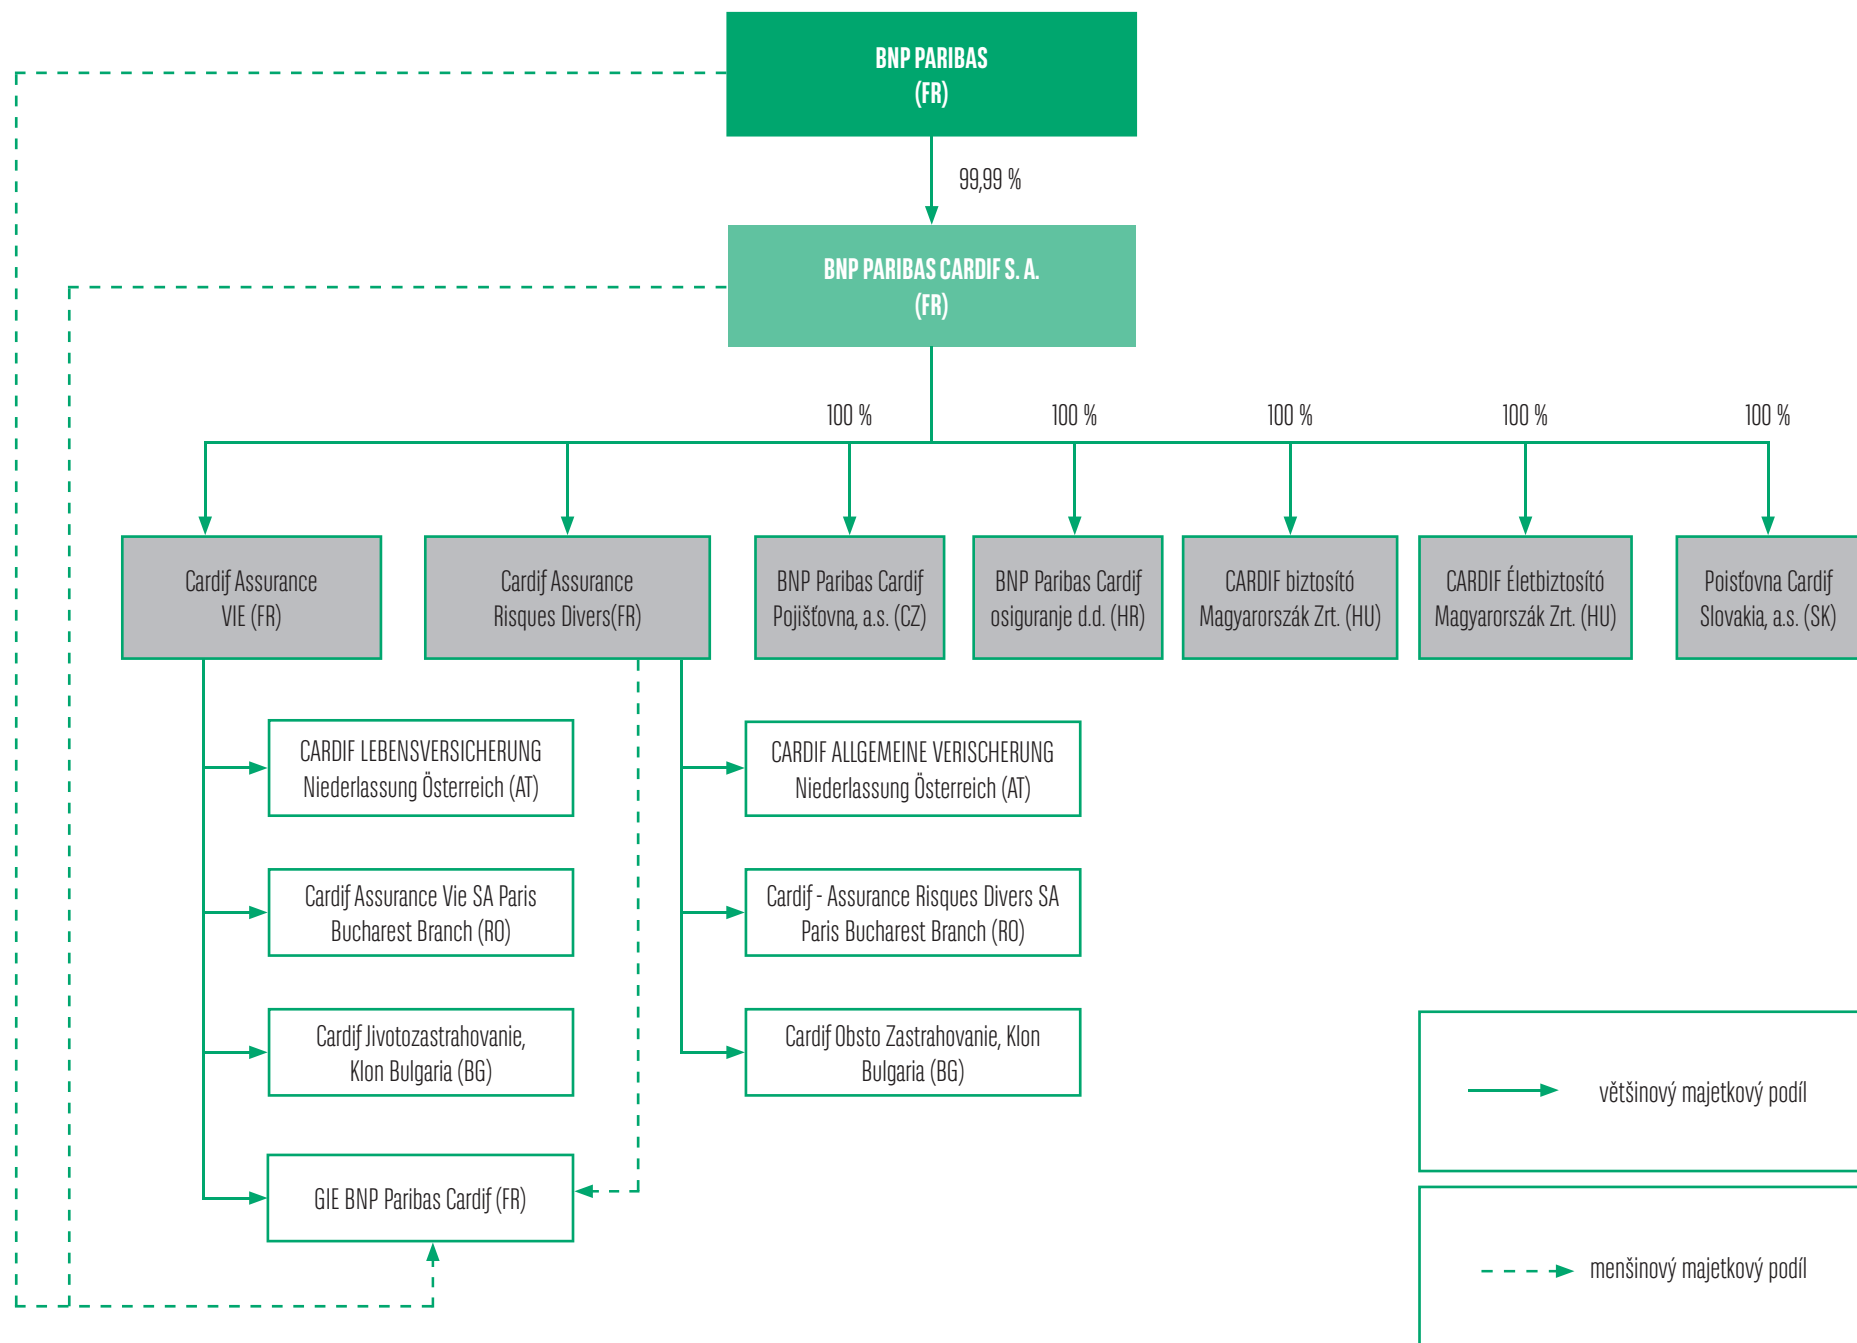 BNP PARIBAS
(FR)
99,99 %
BNP PARIBAS CARDIF S. A.
(FR)
100 %
100 %
100 %
100 %
100 %
Cardif Assurance
VIE (FR)
Cardif Assurance
Risques Divers(FR)
BNP Paribas Cardif
Pojišťovna, a.s. (CZ)
BNP Paribas Cardif
osiguranje d.d. (HR)
CARDIF biztosító
Magyarorszák Zrt. (HU)
CARDIF Életbiztosító
Magyarorszák Zrt. (HU)
Poisťovna Cardif
Slovakia, a.s. (SK)
CARDIF LEBENSVERSICHERUNG
Niederlassung Österreich (AT)
CARDIF ALLGEMEINE VERISCHERUNG
Niederlassung Österreich (AT)
Cardif Assurance Vie SA Paris
Bucharest Branch (RO)
Cardif - Assurance Risques Divers SA
Paris Bucharest Branch (RO)
Cardif Jivotozastrahovanie,
Klon Bulgaria (BG)
Cardif Obsto Zastrahovanie, Klon
Bulgaria (BG)
GIE BNP Paribas Cardif (FR)
většinový majetkový podíl
menšinový majetkový podíl